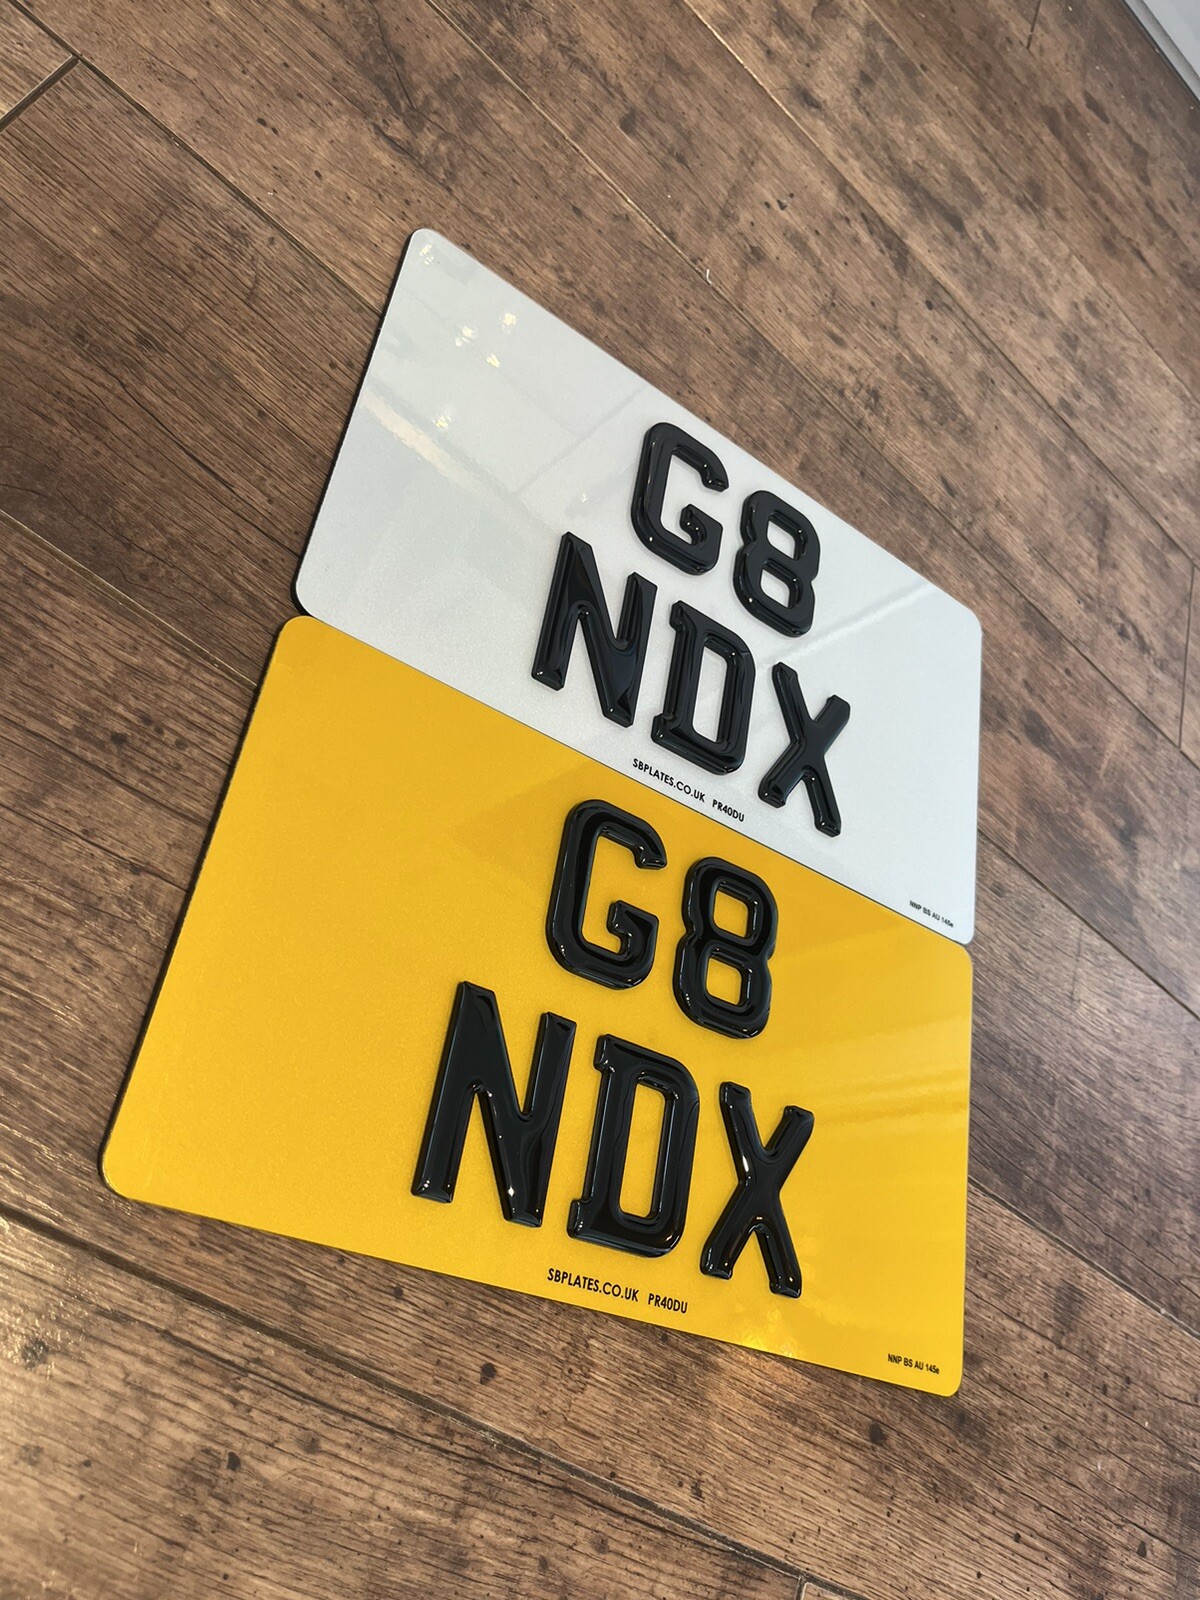 G8
NDX
SBPLATES.CO.UK PR40DU
NNP BS AU 145e
G8
NDX
SBPLATES.CO.UK PR40DU
NNP BS AU 145e